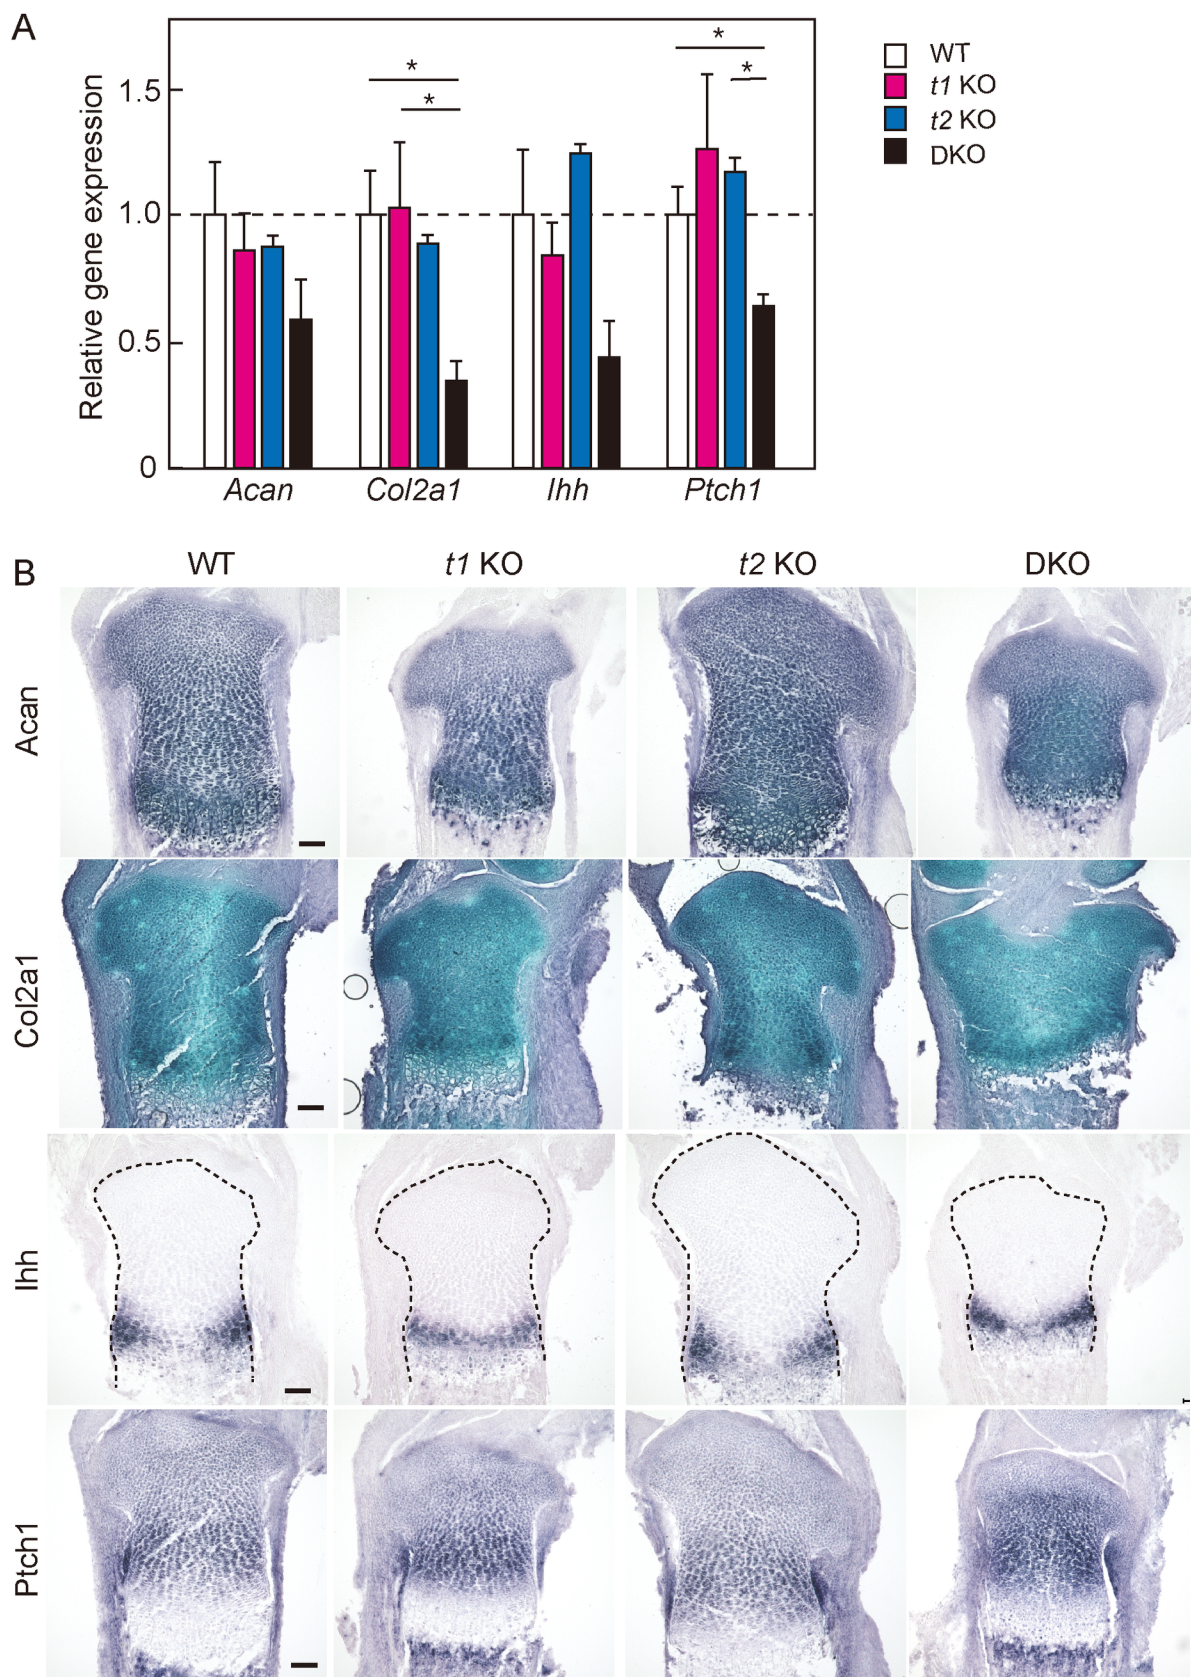 A
Relative gene expression
1.5
1.0
0.5
0
* * * *
Acan Col2a1 Ihh Ptch1
WT
t1 KO
t2 KO
DKO
B
WT t1 KO t2 KO DKO
Acan
Col2a1
Ihh
Ptch1